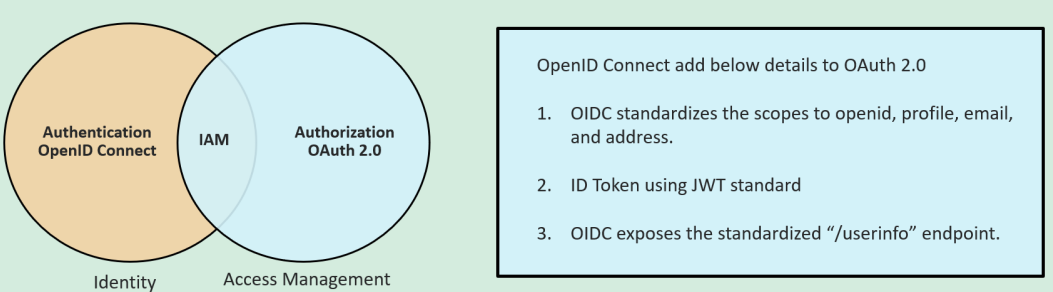 Authentication
OpenID Connect
IAM
Authorization
OAuth 2.0
Identity
Access Management
OpenID Connect add below details to OAuth 2.0
1. OIDC standardizes the scopes to openid, profile, email,
and address.
2. ID Token using JWT standard
3. OIDC exposes the standardized “/userinfo” endpoint.